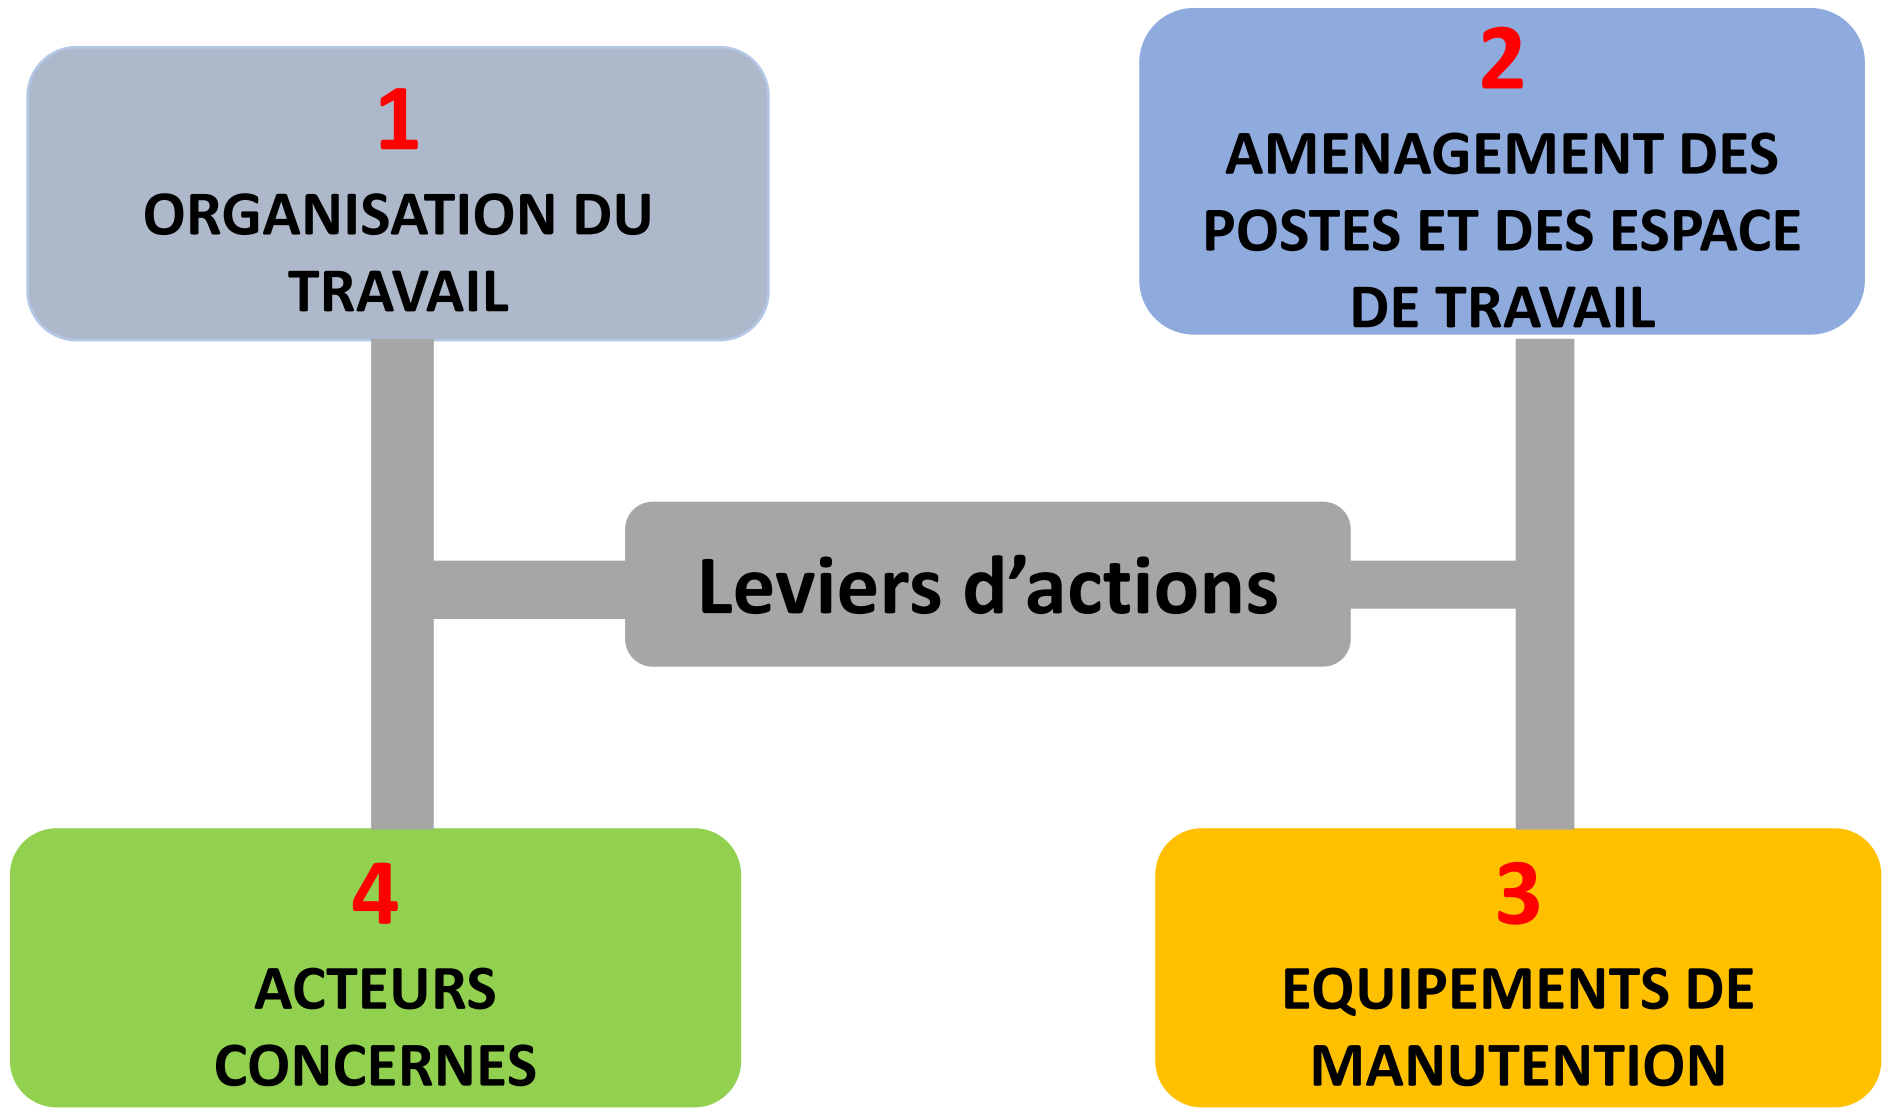 1
ORGANISATION DU
TRAVAIL
2
AMENAGEMENT DES
POSTES ET DES ESPACE
DE TRAVAIL
Leviers d’actions
4
ACTEURS
CONCERNES
3
EQUIPEMENTS DE
MANUTENTION